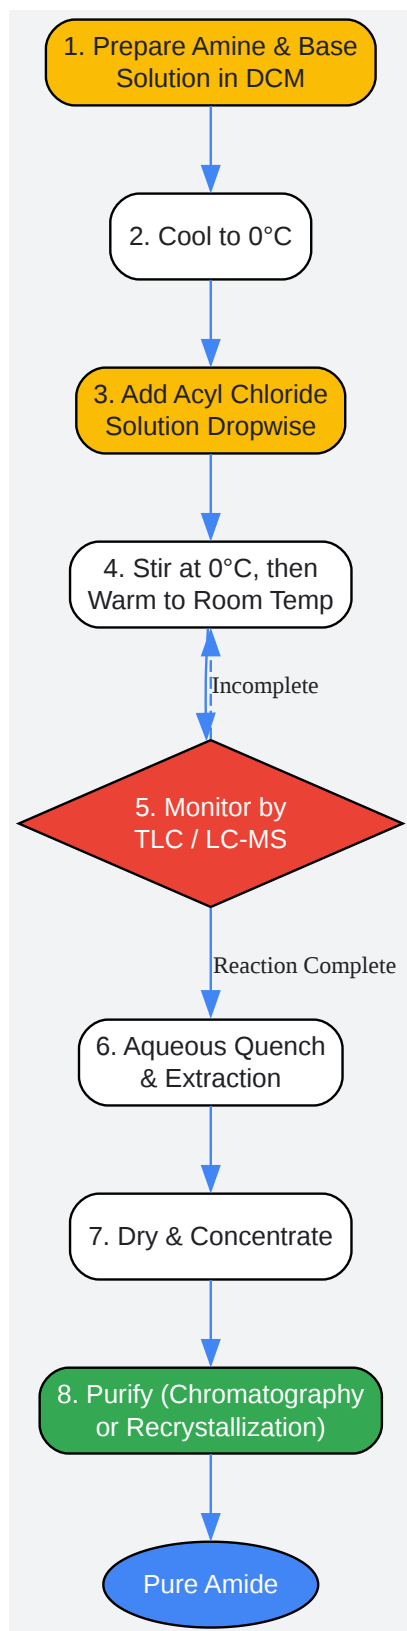 1. Prepare Amine & Base
Solution in DCM
2. Cool to 0°C
3. Add Acyl Chloride
Solution Dropwise
4. Stir at 0°C, then
Warm to Room Temp
Incomplete
5. Monitor by
TLC / LC-MS
Reaction Complete
6. Aqueous Quench
& Extraction
7. Dry & Concentrate
8. Purify (Chromatography
or Recrystallization)
Pure Amide